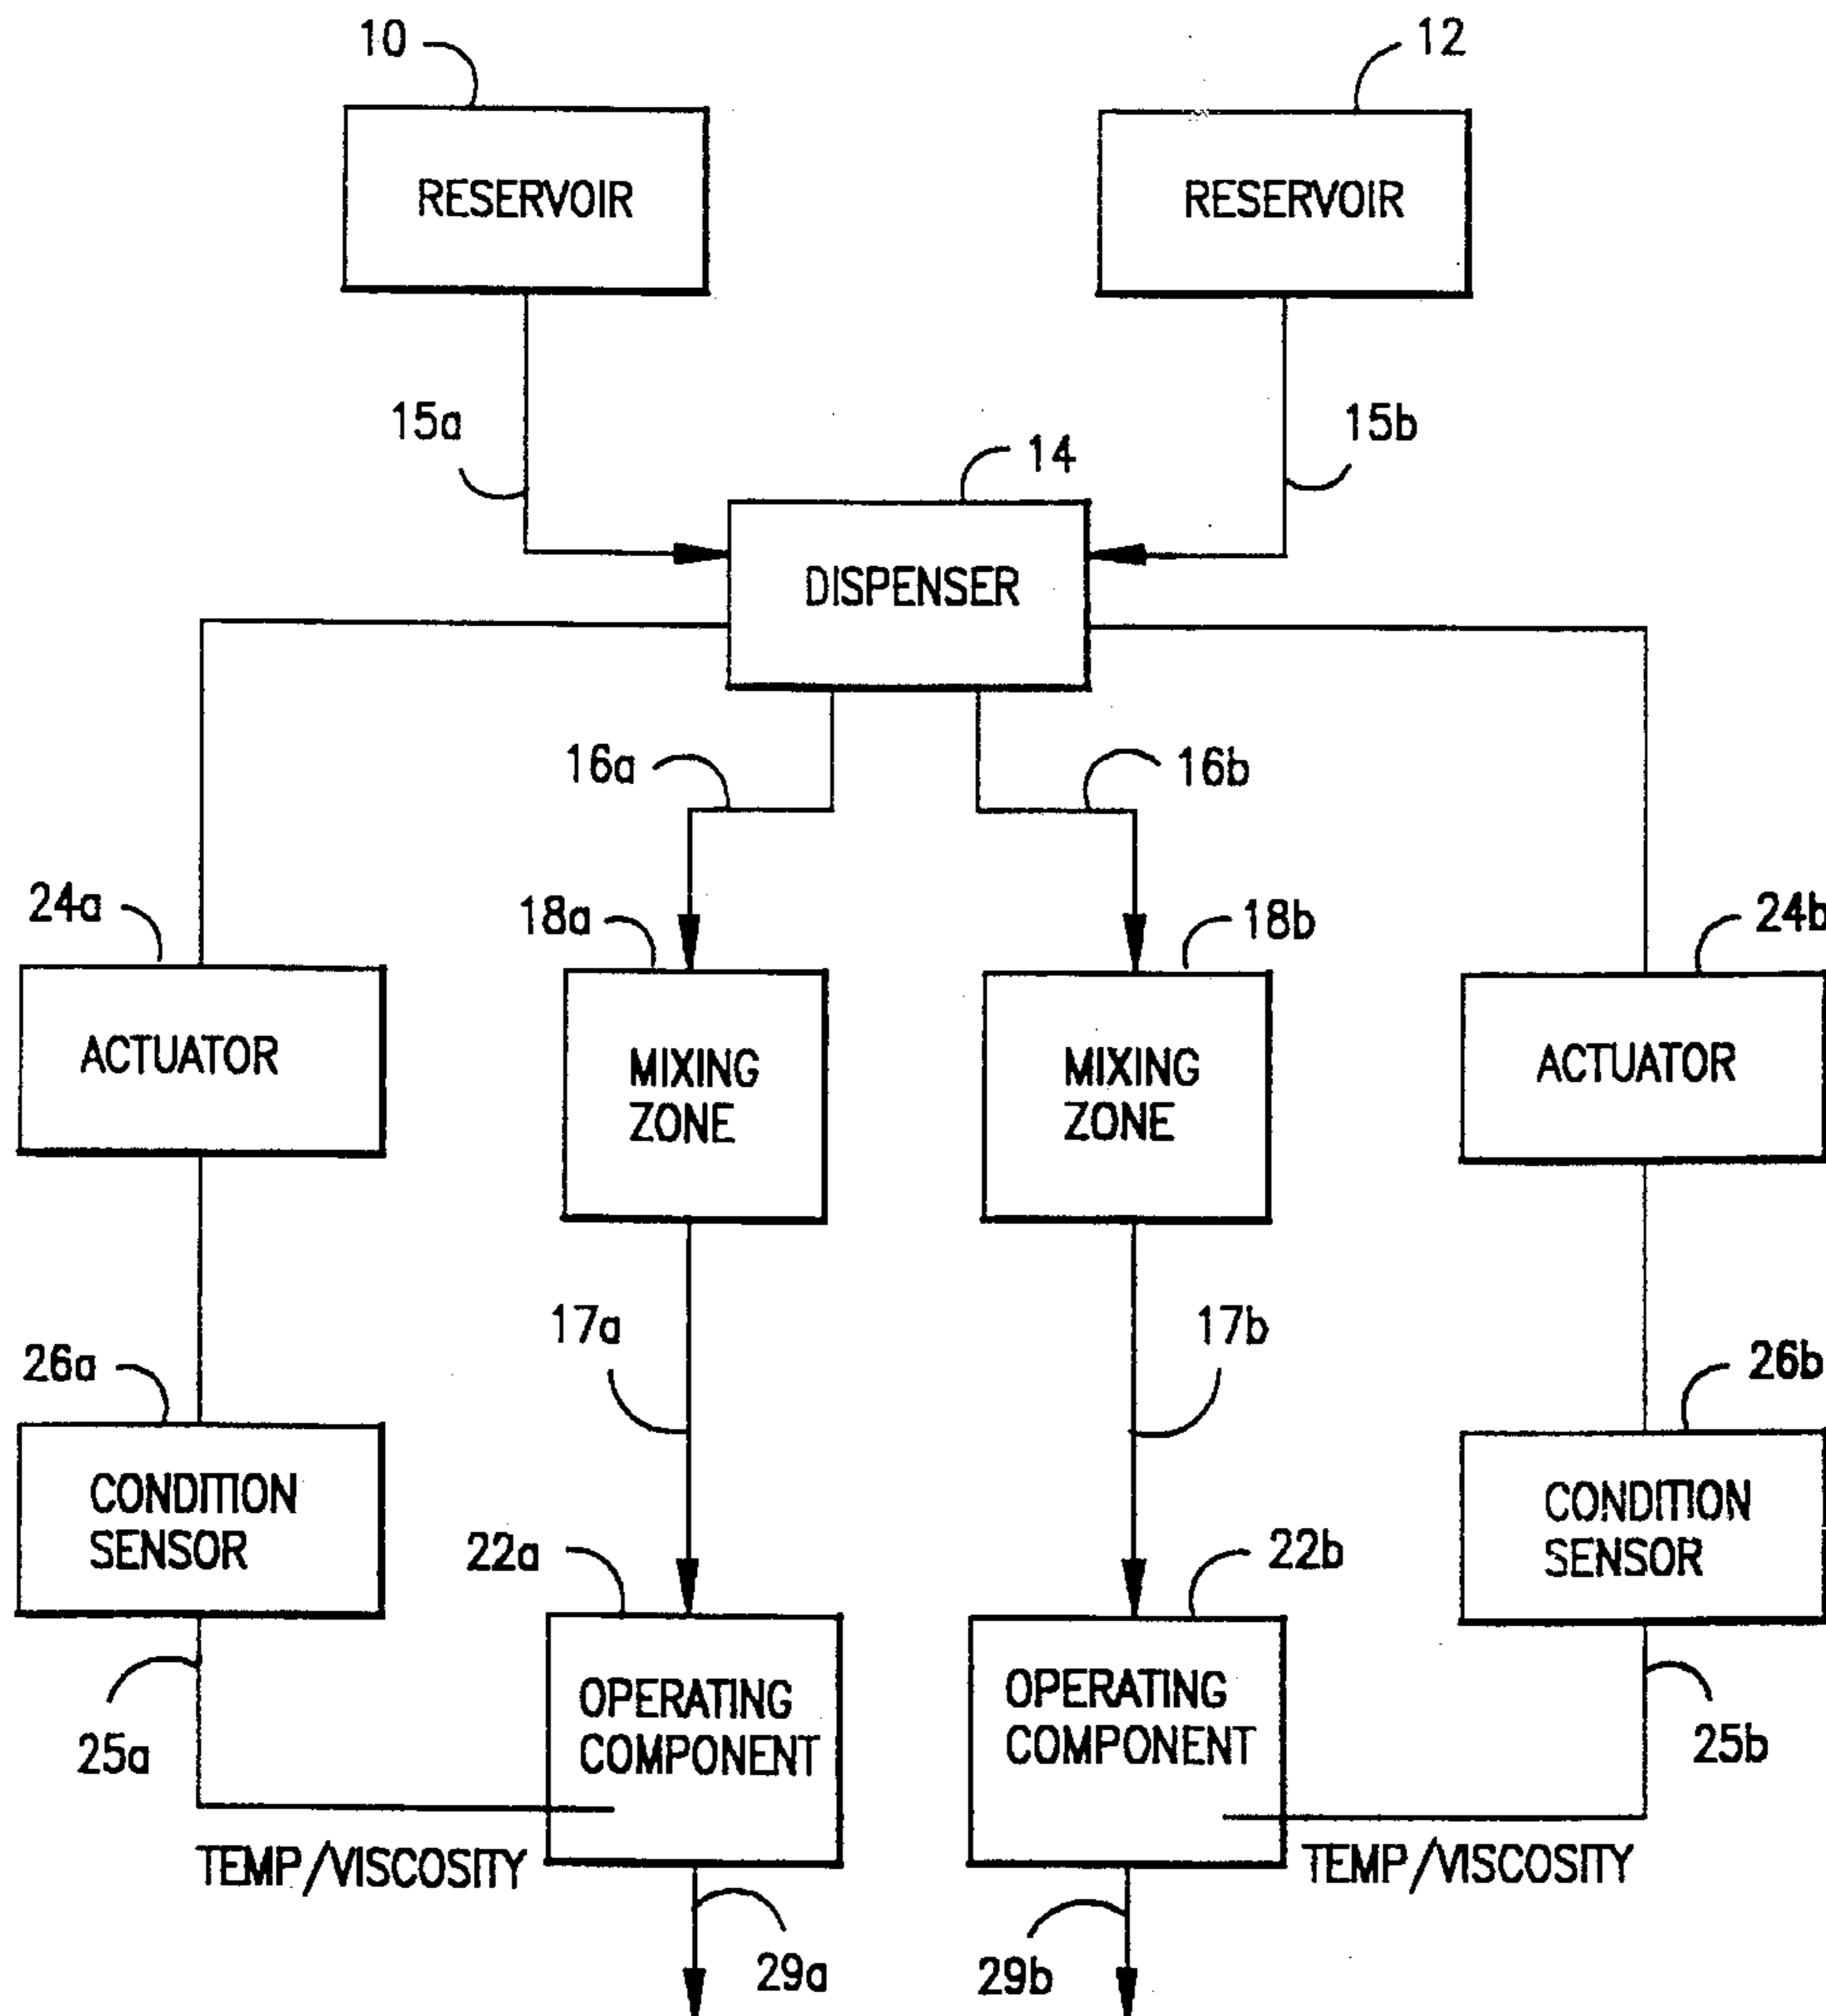 10
12
RESERVOIR
RESERVOIR
15a
15b
14
DISPENSER
16a
16b
24a
18a
18b
24b
ACTUATOR
MIXING
ZONE
MIXING
ZONE
ACTUATOR
17a
17b
26a
26b
CONDITION
SENSOR
CONDITION
SENSOR
22a
22b
OPERATING
COMPONENT
OPERATING
COMPONENT
25a
25b
TEMP/VISCOSITY
TEMP/VISCOSITY
29a
29b